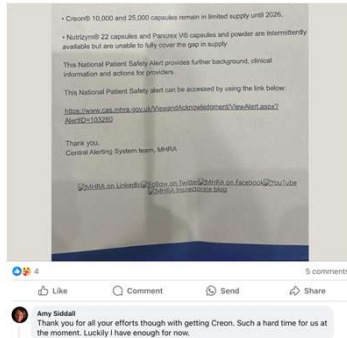 • Creon® 10,000 and 25,000 capsules remain in limited supply until 2026.
• Nutrizym® 22 capsules and Pancrex V® capsules and powder are intermittently
available but are unable to fully cover the gap in supply
This National Patient Safety Alert provides further background, clinical
information and actions for providers.
This National Patient Safety alert can be accessed by using the link below:
https://www.cas.mhra.gov.uk/ViewandAcknowledgment/ViewAlert.aspx?
AlertID=103260
Thank you,
Central Alerting System team, MHRA
MHRA on LinkedIn Follow on Twitter MHRA on Facebook YouTube
MHRA Inspectorate blog
4
5 comments
Like Comment Send Share
Amy Siddall
Thank you for all your efforts though with getting Creon. Such a hard time for us at
the moment. Luckily I have enough for now.